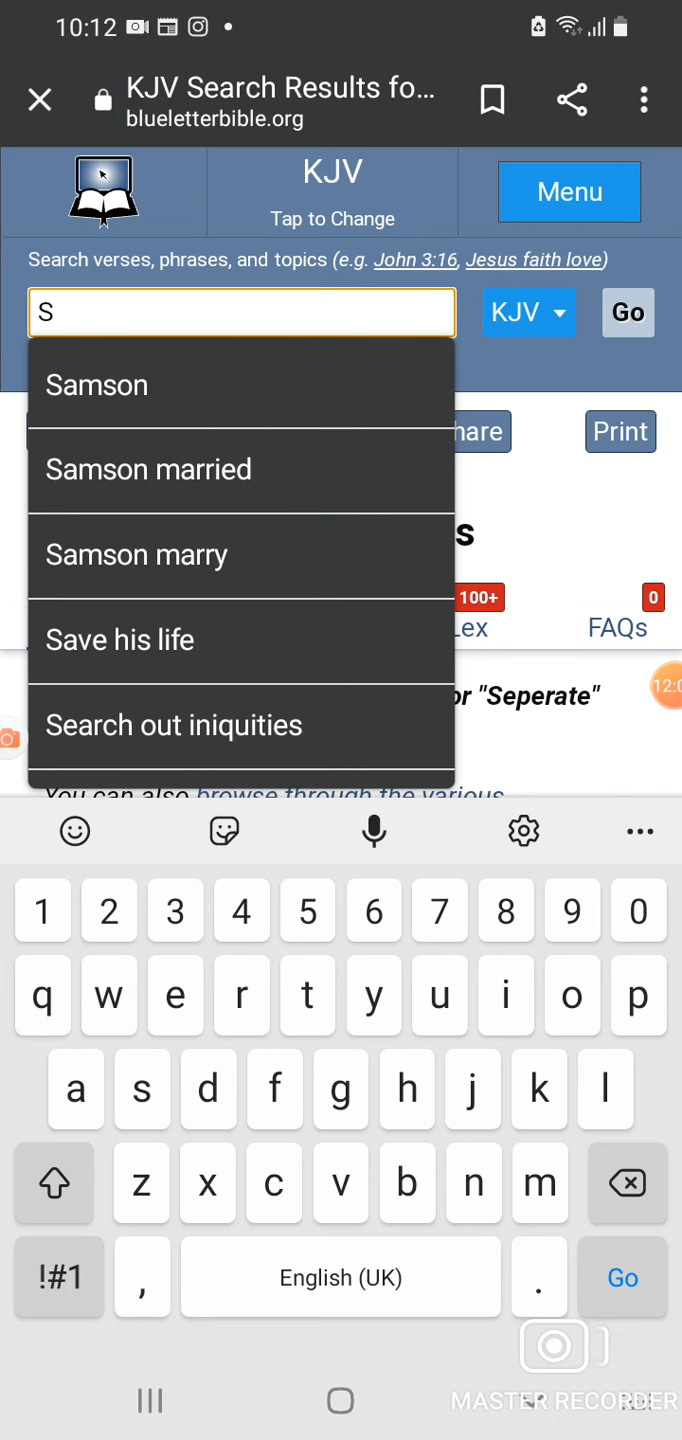 10:12
KJV Search Results fo...
blueletterbible.org
KJV
Tap to Change
Menu
Search verses, phrases, and topics (e.g. John 3:16, Jesus faith love)
S
KJV
Go
Samson
Samson married
Samson marry
Save his life
Search out iniquities
hare
Print
s
100+
0
Lex
FAQs
or "Seperate"
12:0
You can also browse through the various
1 2 3 4 5 6 7 8 9 0
q w e r t y u i o p
a s d f g h j k l
z x c v b n m
!#1 , English (UK) . Go
MASTER RECORDER